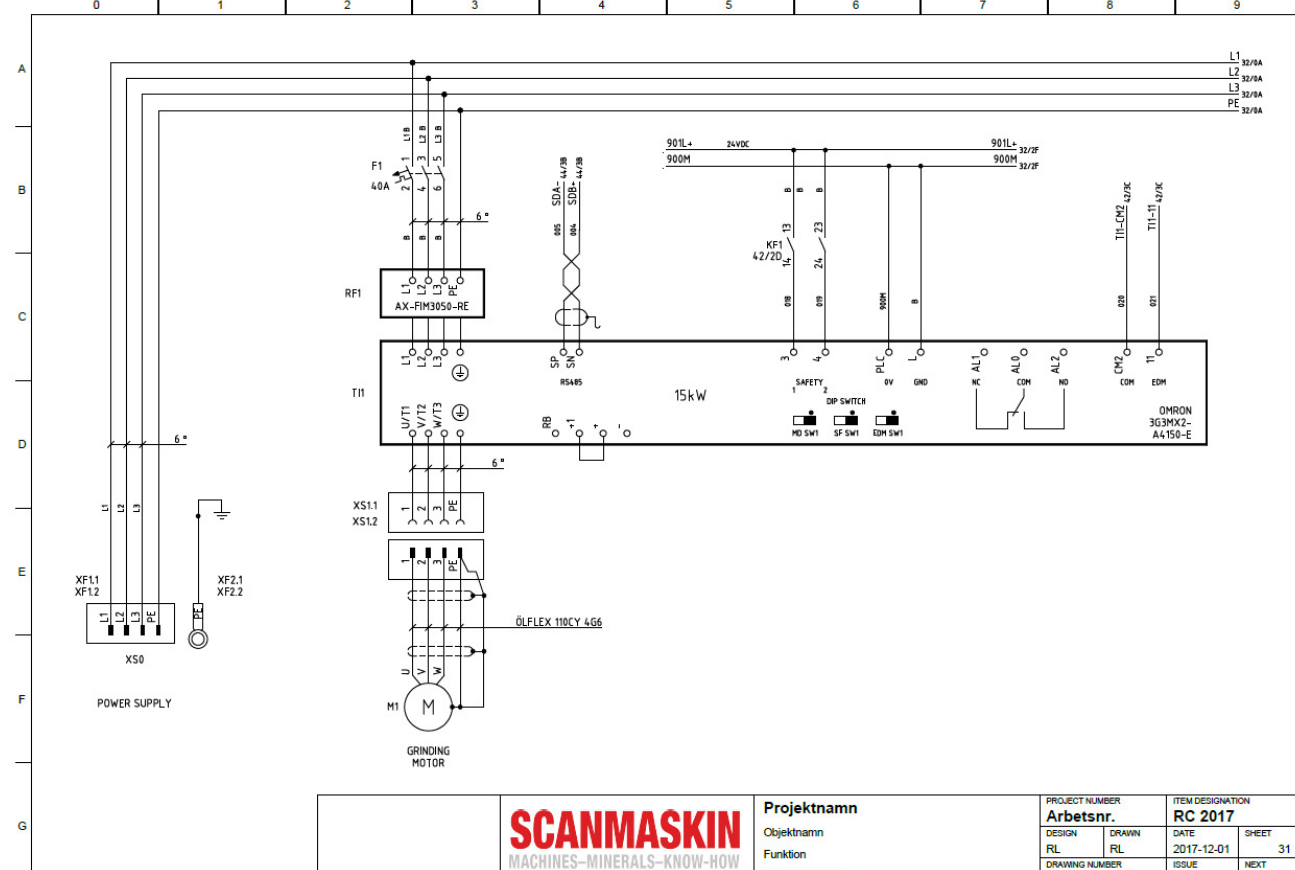 0 1 2 3 4 5 6 7 8 9
A
B
C
D
E
F
G
L1 32/0A
L2 32/0A
L3 32/0A
PE 32/0A
L1 B
L2 B
L3 B
F1
40A
1 3 5
2 4 6
6 °
B B B
RF1
L1 L2 L3 PE
AX-FIM3050-RE
SDA- 44/3B
SDB+ 44/3B
005 004
901L+ 24VDC 901L+ 32/2F
900M 900M 32/2F
B B B
KF1
42/2D
13 23
14 24
018 019 900M B
TI1-CM2 42/3C
TI1-11 42/3C
020 021
TI1
L1 L2 L3
SP SN
RS485
15kW
3 4
SAFETY
1 2
PLC L
0V GND
AL1 AL0 AL2
NC COM NO
CM2 11
COM EDM
DIP SWITCH
MD SW1 SF SW1 EDM SW1
OMRON
3G3MX2-
A4150-E
U/T1 V/T2 W/T3
RB +1 + -
6 °
6 °
XS1.1
XS1.2
1 2 3 PE
1 2 3 PE
L1 L2 L3
XF1.1
XF1.2
L1 L2 L3 PE
XS0
POWER SUPPLY
XF2.1
XF2.2
PE
ÖLFLEX 110CY 4G6
U V W
M1
M
GRINDING
MOTOR
SCANMASKIN
MACHINES–MINERALS–KNOW-HOW
Projektnamn
Objektnamn
Funktion
PROJECT NUMBER
Arbetsnr.
ITEM DESIGNATION
RC 2017
DESIGN DRAWN DATE SHEET
RL RL 2017-12-01 31
DRAWING NUMBER ISSUE NEXT